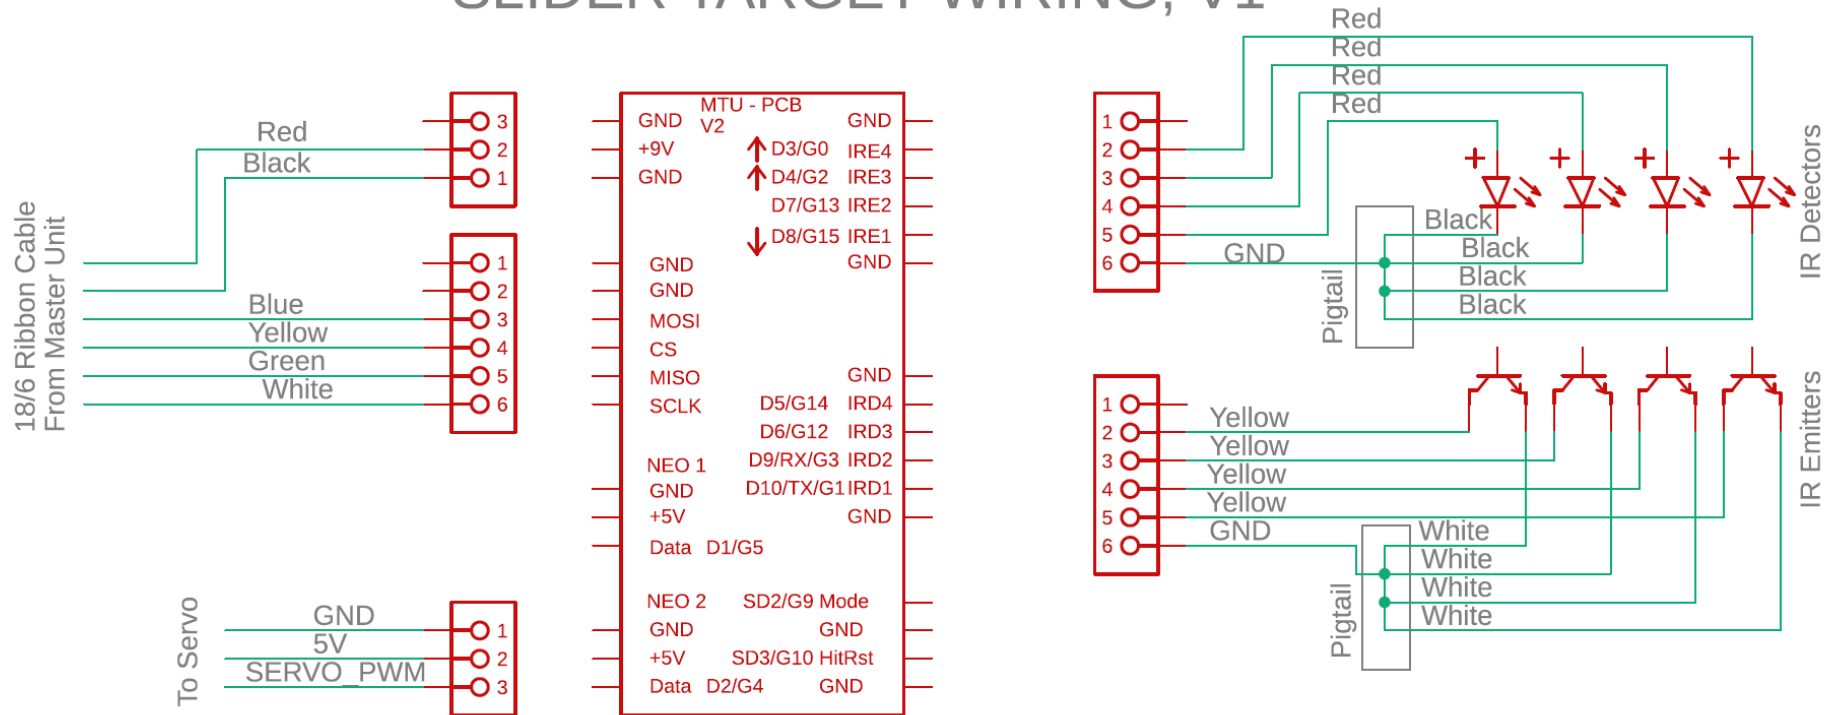 SLIDER TARGET WIRING, V1
18/6 Ribbon Cable
From Master Unit
Red
Black
Blue
Yellow
Green
White
3
2
1
1
2
3
4
5
6
To Servo
GND
5V
SERVO_PWM
1
2
3
MTU - PCB
V2
GND
GND
+9V
D3/G0 IRE4
GND
D4/G2 IRE3
D7/G13 IRE2
D8/G15 IRE1
GND
GND
GND
MOSI
CS
MISO
GND
SCLK
D5/G14 IRD4
D6/G12 IRD3
NEO 1
D9/RX/G3 IRD2
GND
D10/TX/G1 IRD1
+5V
GND
Data D1/G5
NEO 2
SD2/G9 Mode
GND
GND
+5V
SD3/G10 HitRst
Data D2/G4
GND
1
2
3
4
5
6
Red
Red
Red
Red
GND
+
+
+
+
Black
Black
Black
Black
Pigtail
IR Detectors
1
2
3
4
5
6
Yellow
Yellow
Yellow
Yellow
GND
White
White
White
White
Pigtail
IR Emitters